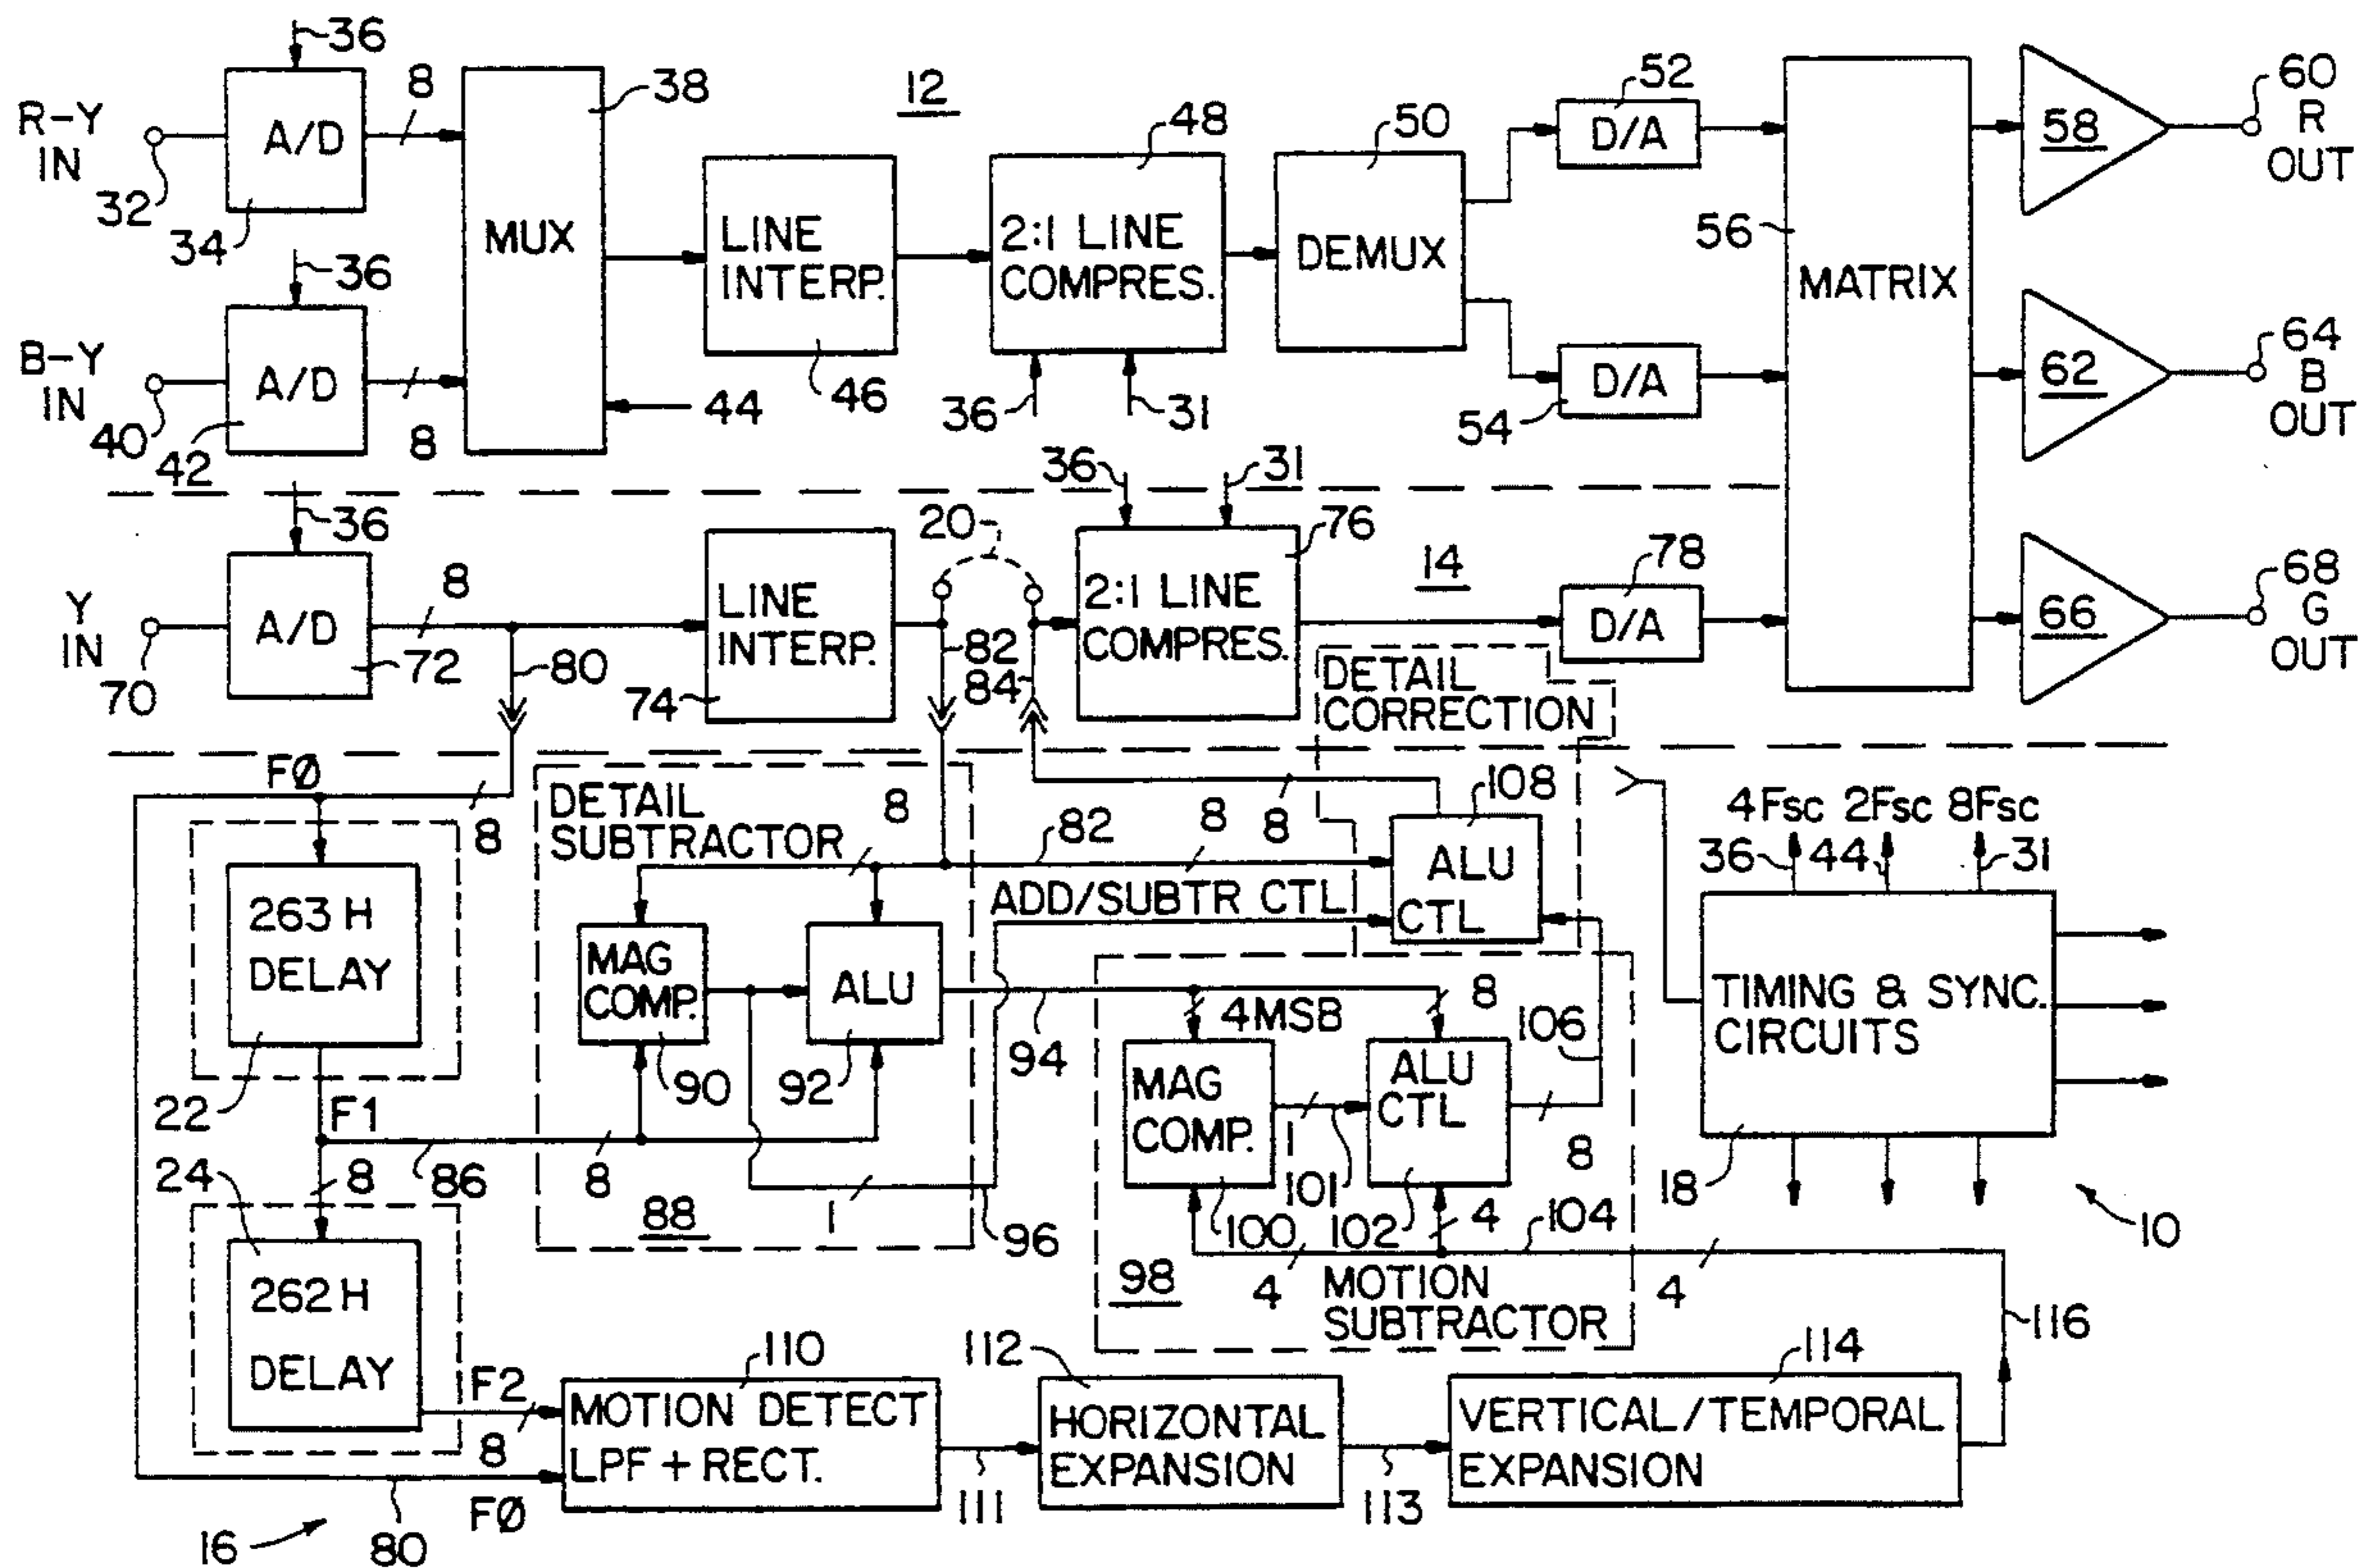 36
8
38
12
48
50
52
60
R-Y
IN
A/D
D/A
58
R
OUT
32
34
MUX
LINE
INTERP.
2:1 LINE
COMPRES.
DEMUX
56
MATRIX
36
B-Y
IN
A/D
44
46
36
31
D/A
54
62
64
B
OUT
40
42
8
36
31
36
20
76
14
78
Y
IN
A/D
8
LINE
INTERP.
2:1 LINE
COMPRES.
D/A
66
68
G
OUT
70
72
80
74
82
84
DETAIL
CORRECTION
FØ
8
DETAIL
SUBTRACTOR
8
8
8
82
108
4Fsc
2Fsc
8Fsc
36
44
31
263 H
DELAY
ADD/SUBTR CTL
ALU
CTL
MAG
COMP.
ALU
4MSB
8
TIMING & SYNC.
CIRCUITS
22
F1
90
92
94
106
MAG
COMP.
ALU
CTL
24
8
86
8
88
1
96
1
101
8
18
10
100
102
4
104
262 H
DELAY
98
4
MOTION
SUBTRACTOR
4
116
F2
8
110
MOTION DETECT
LPF + RECT.
112
HORIZONTAL
EXPANSION
114
VERTICAL/TEMPORAL
EXPANSION
16
80
FØ
111
113